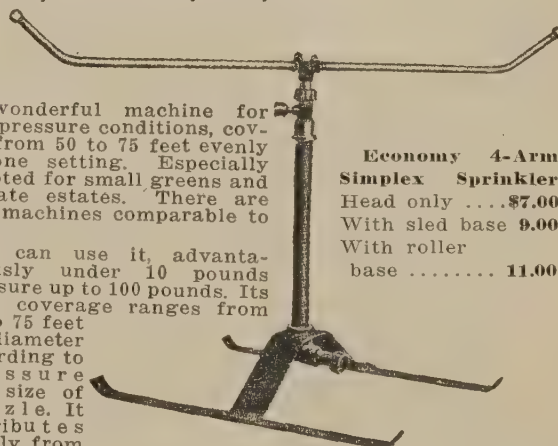 wonderful machine for
pressure conditions, cov-
from 50 to 75 feet evenly
one setting. Especially
pted for small greens and
ate estates. There are
machines comparable to
can use it, advanta-
usly under 10 pounds
sure up to 100 pounds. Its
coverage ranges from
o 75 feet
diameter
rding to
ssure
size of
zle. It
ributes
ly from
Economy 4-Arm
Simplex Sprinkler
Head only ....$7.00
With sled base 9.00
With roller
base ........ 11.00